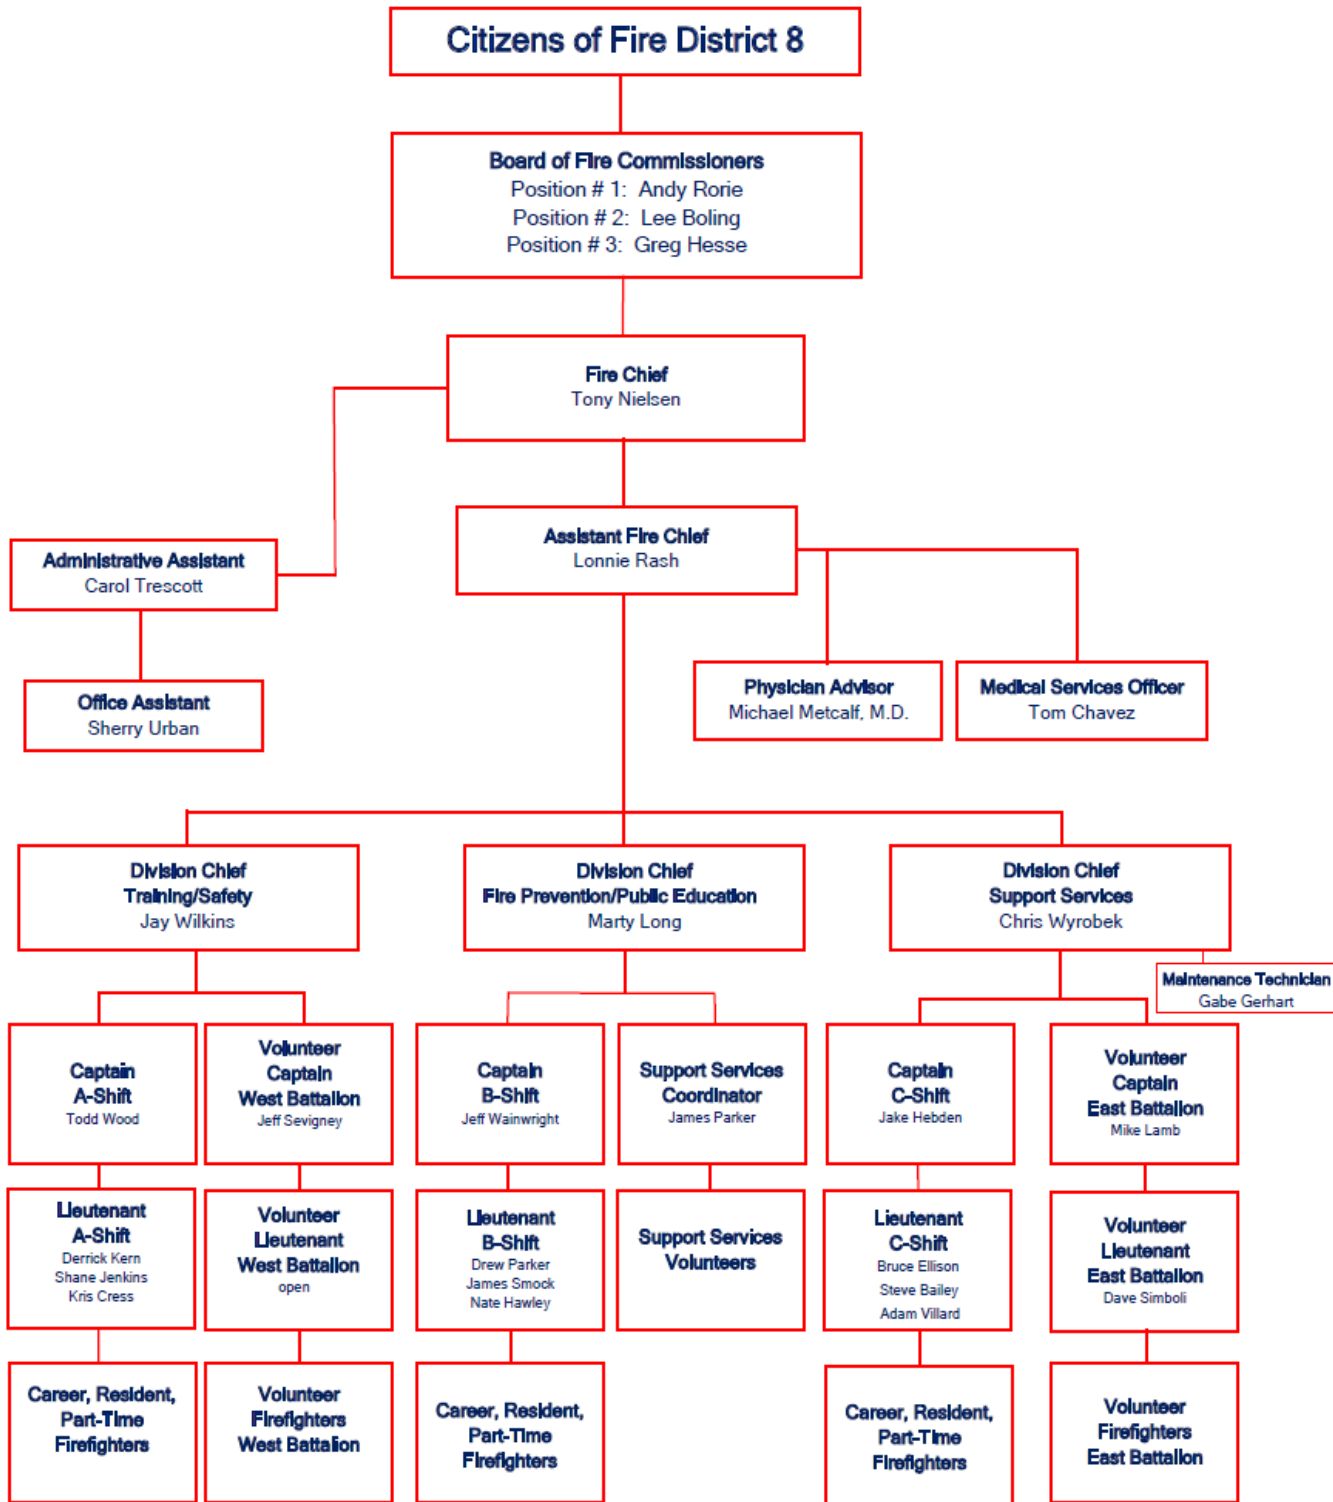 Citizens of Fire District 8
Board of Fire Commissioners
Position # 1:  Andy Rorie
Position # 2:  Lee Boling
Position # 3:  Greg Hesse
Fire Chief
Tony Nielsen
Assistant Fire Chief
Lonnie Rash
Administrative Assistant
Carol Trescott
Office Assistant
Sherry Urban
Physician Advisor
Michael Metcalf, M.D.
Medical Services Officer
Tom Chavez
Division Chief
Training/Safety
Jay Wilkins
Division Chief
Fire Prevention/Public Education
Marty Long
Division Chief
Support Services
Chris Wyrobek
Maintenance Technician
Gabe Gerhart
Captain
A-Shift
Todd Wood
Volunteer
Captain
West Battalion
Jeff Sevigney
Captain
B-Shift
Jeff Wainwright
Support Services
Coordinator
James Parker
Captain
C-Shift
Jake Hebden
Volunteer
Captain
East Battalion
Mike Lamb
Lieutenant
A-Shift
Derrick Kern
Shane Jenkins
Kris Cress
Volunteer
Lieutenant
West Battalion
open
Lieutenant
B-Shift
Drew Parker
James Smock
Nate Hawley
Support Services
Volunteers
Lieutenant
C-Shift
Bruce Ellison
Steve Bailey
Adam Villard
Volunteer
Lieutenant
East Battalion
Dave Simboli
Career, Resident,
Part-Time
Firefighters
Volunteer
Firefighters
West Battalion
Career, Resident,
Part-Time
Firefighters
Career, Resident,
Part-Time
Firefighters
Volunteer
Firefighters
East Battalion